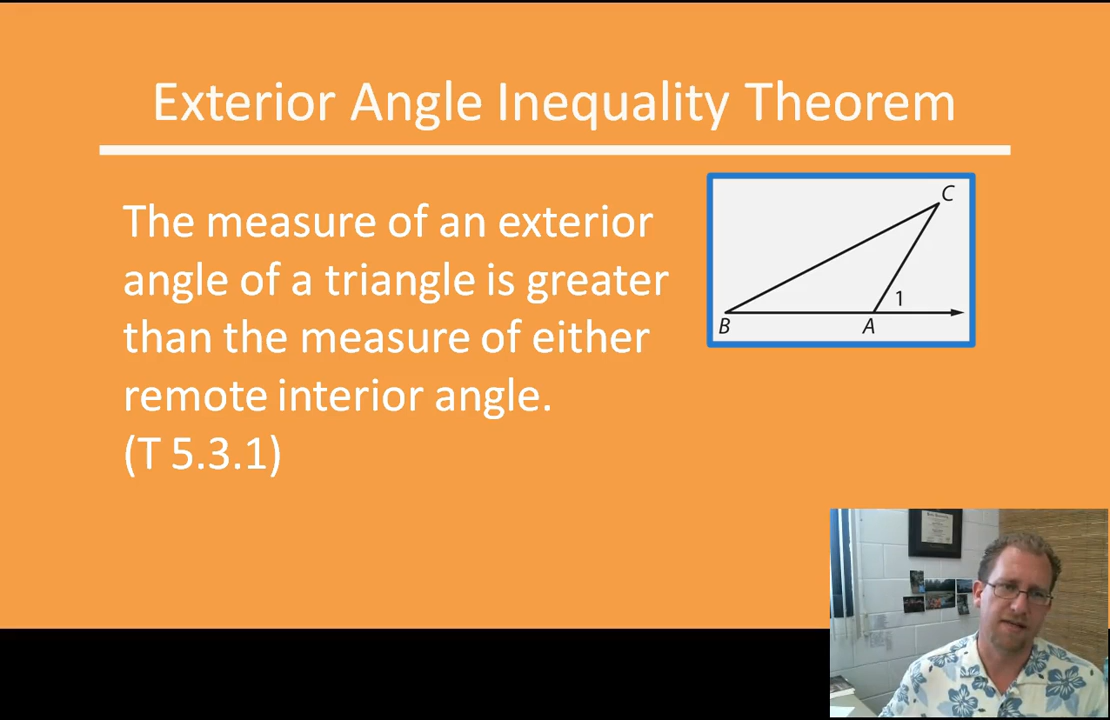 Exterior Angle Inequality Theorem
The measure of an exterior
angle of a triangle is greater
than the measure of either
remote interior angle.
(T 5.3.1)
C
1
B
A